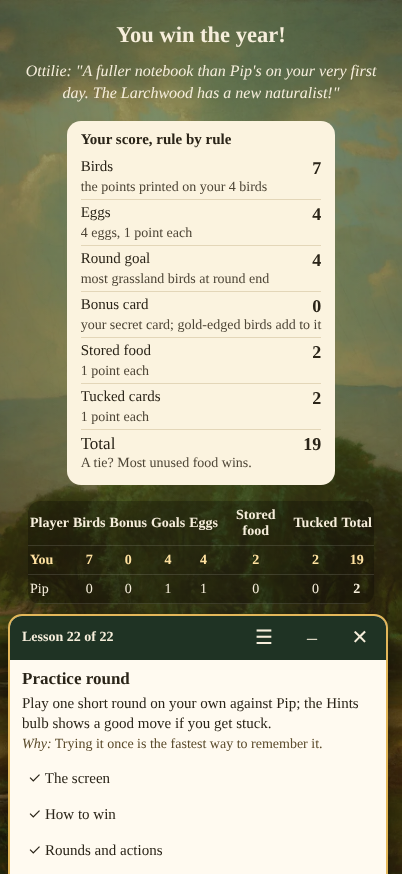 You win the year!
Ottilie: "A fuller notebook than Pip's on your very first
day. The Larchwood has a new naturalist!"
Your score, rule by rule
Birds 7
the points printed on your 4 birds
Eggs 4
4 eggs, 1 point each
Round goal 4
most grassland birds at round end
Bonus card 0
your secret card; gold-edged birds add to it
Stored food 2
1 point each
Tucked cards 2
1 point each
Total 19
A tie? Most unused food wins.
Player Birds Bonus Goals Eggs Stored food Tucked Total
You 7 0 4 4 2 2 19
Pip 0 0 1 1 0 0 2
Lesson 22 of 22
Practice round
Play one short round on your own against Pip; the Hints
bulb shows a good move if you get stuck.
Why: Trying it once is the fastest way to remember it.
✓ The screen
✓ How to win
✓ Rounds and actions